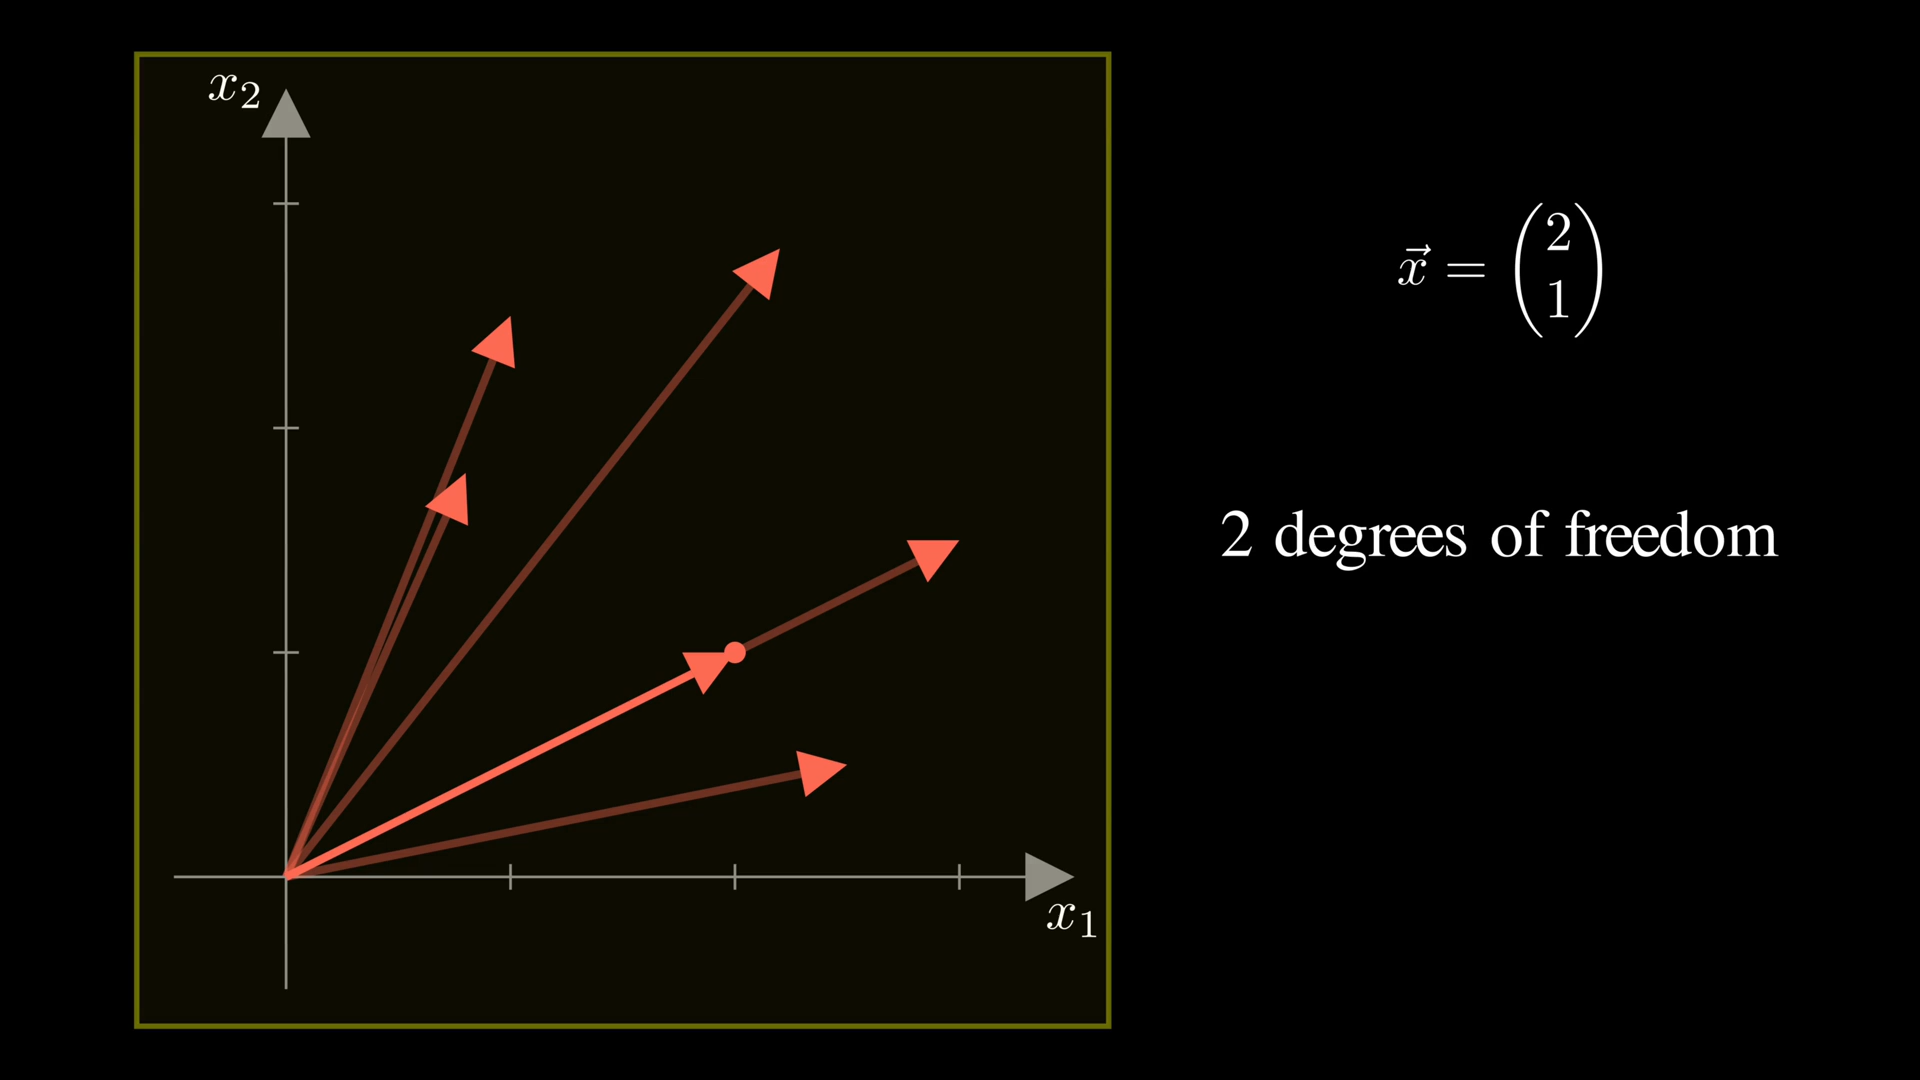 x₂
x⃗ = (2
1)
2 degrees of freedom
x₁